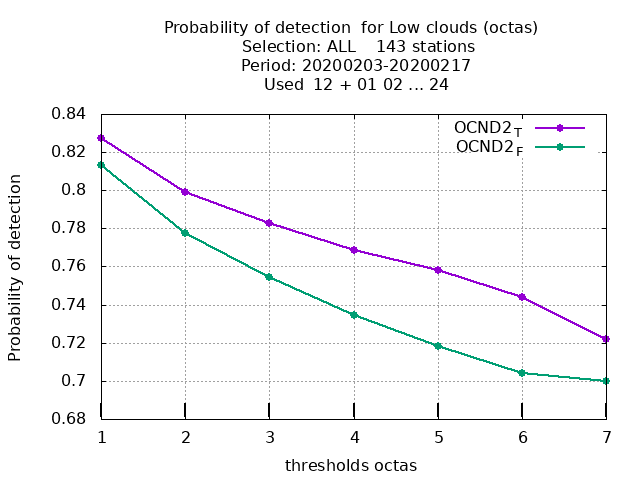 Probability of detection  for Low clouds (octas)
Selection: ALL    143 stations
Period: 20200203-20200217
Used  12 + 01 02 ... 24
0.84
0.82
0.8
0.78
0.76
0.74
0.72
0.7
0.68
Probability of detection
OCND2T
OCND2F
1 2 3 4 5 6 7
thresholds octas